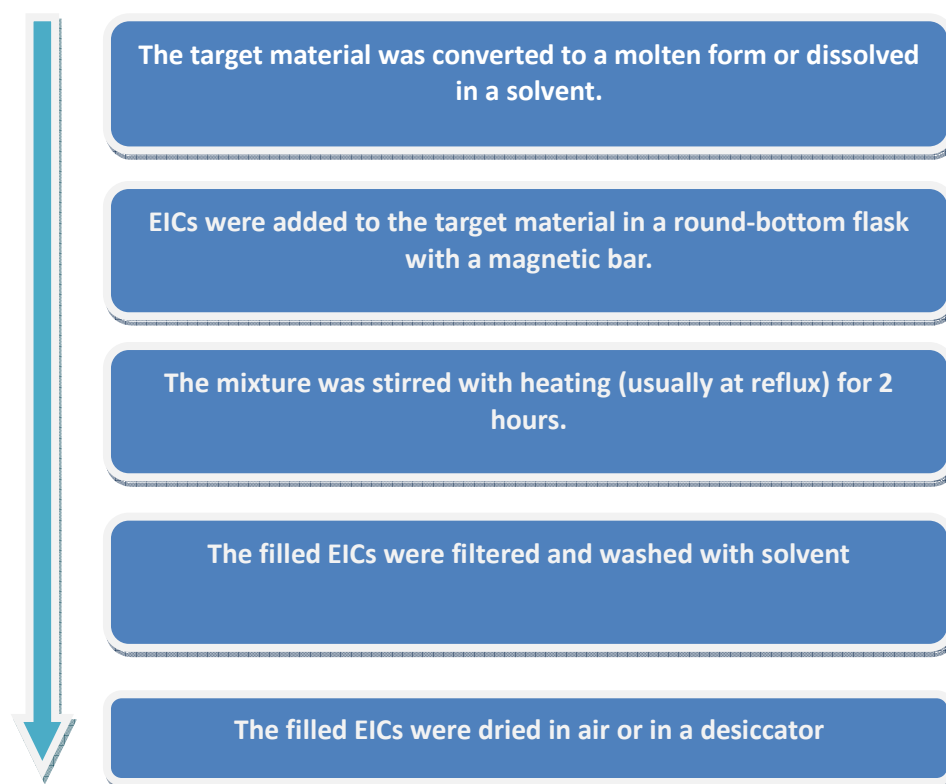 The target material was converted to a molten form or dissolved
in a solvent.
EICs were added to the target material in a round-bottom flask
with a magnetic bar.
The mixture was stirred with heating (usually at reflux) for 2
hours.
The filled EICs were filtered and washed with solvent
The filled EICs were dried in air or in a desiccator